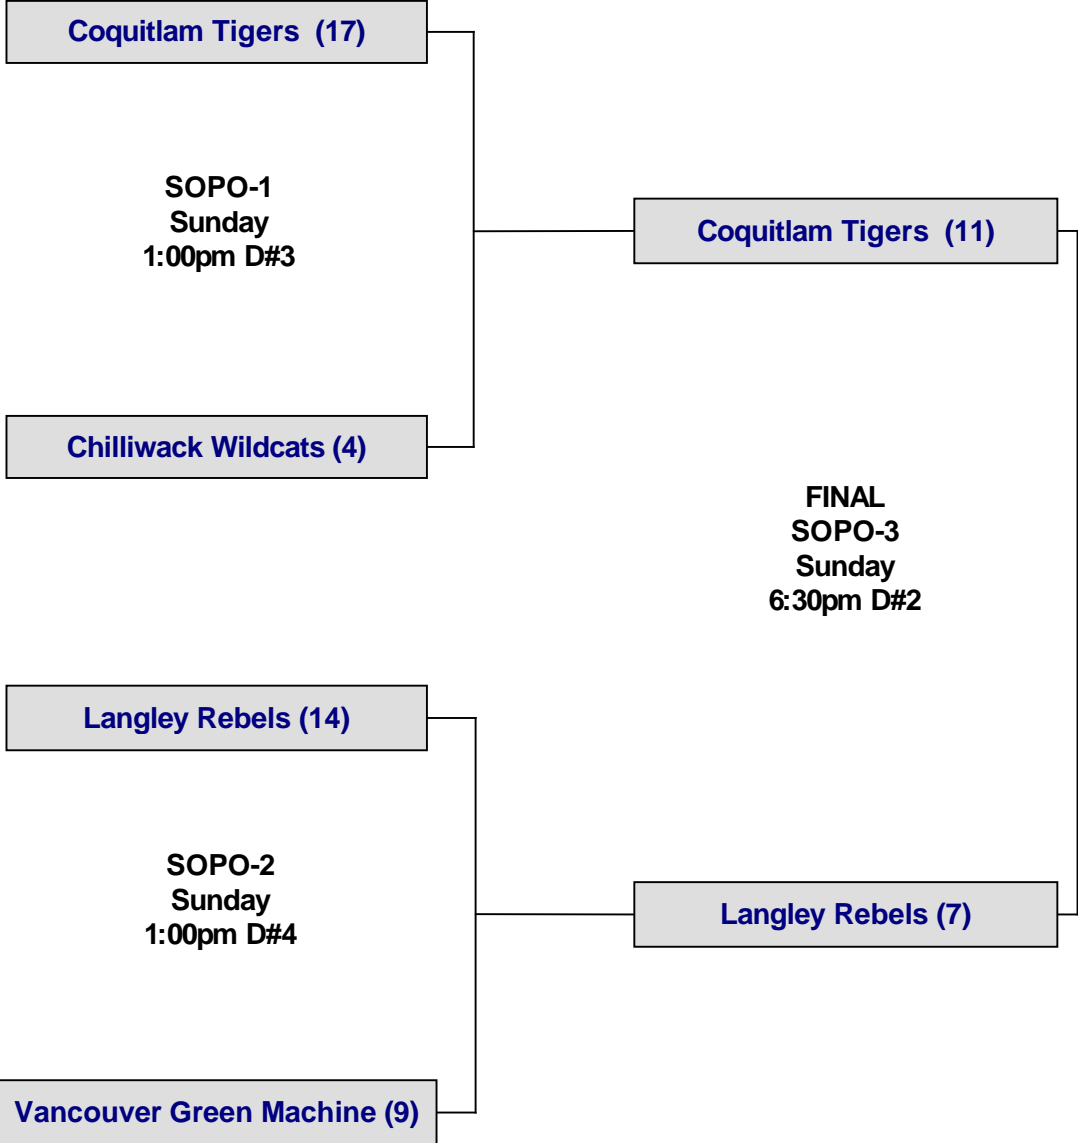 Coquitlam Tigers  (17)
SOPO-1
Sunday
1:00pm D#3
Chilliwack Wildcats (4)
Coquitlam Tigers  (11)
FINAL
SOPO-3
Sunday
6:30pm D#2
Langley Rebels (14)
SOPO-2
Sunday
1:00pm D#4
Langley Rebels (7)
Vancouver Green Machine (9)